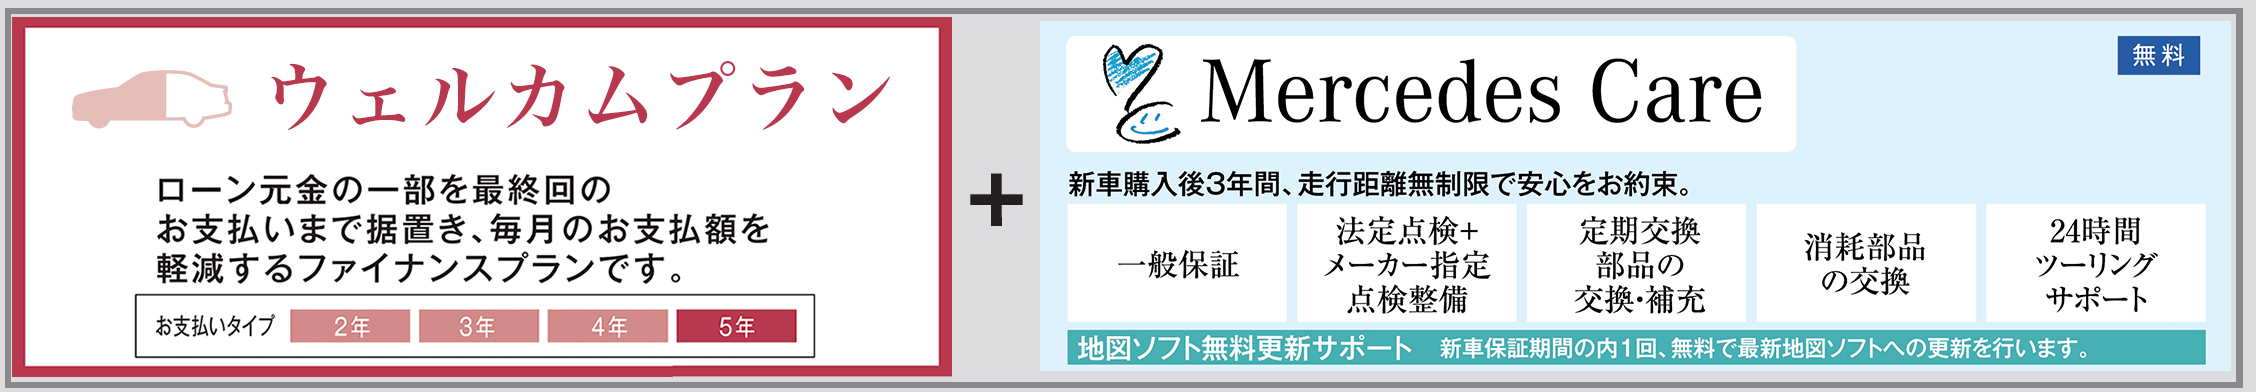 ウェルカムプラン
ローン元金の一部を最終回の
お支払いまで据置き、毎月のお支払額を
軽減するファイナンスプランです。
お支払いタイプ 2年 3年 4年 5年
+
Mercedes Care
無料
新車購入後3年間、走行距離無制限で安心をお約束。
一般保証
法定点検+
メーカー指定
点検整備
定期交換
部品の
交換・補充
消耗部品
の交換
24時間
ツーリング
サポート
地図ソフト無料更新サポート 新車保証期間の内1回、無料で最新地図ソフトへの更新を行います。